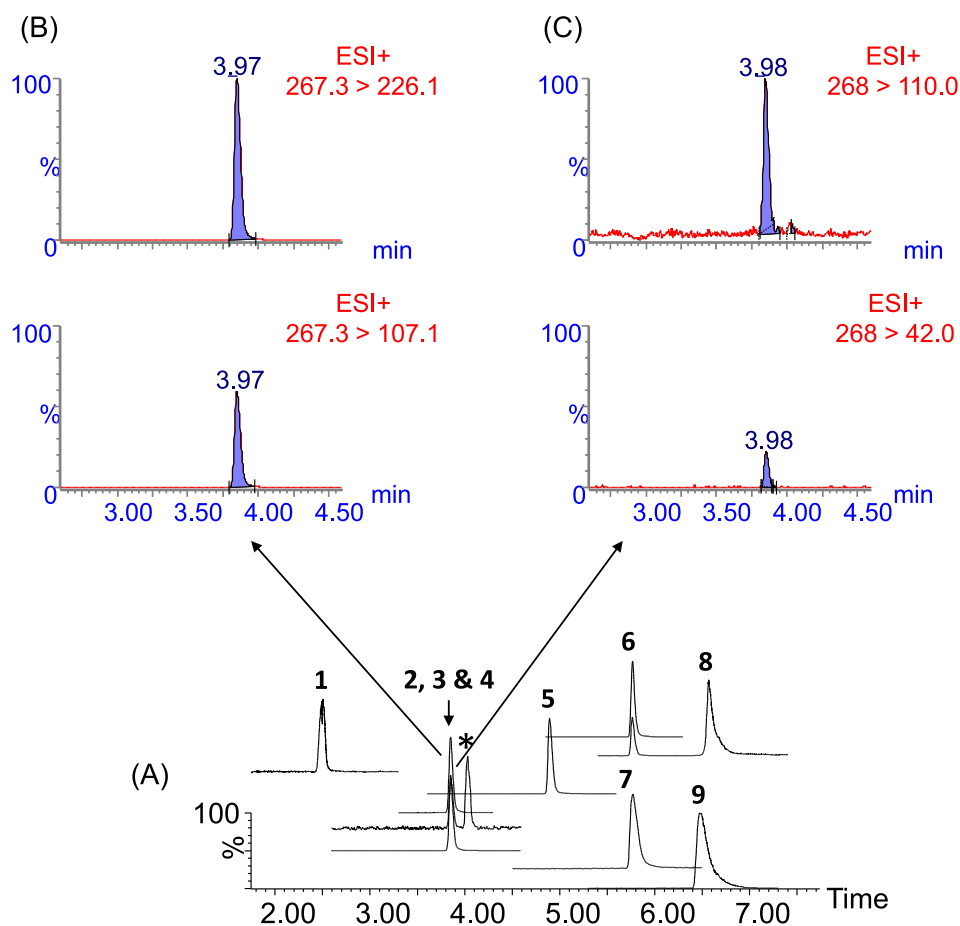 (B)
ESI+
267.3 > 226.1
3.97
100
%
0
min
ESI+
267.3 > 107.1
3.97
100
%
0
min
3.00 3.50 4.00 4.50
(C)
ESI+
268 > 110.0
3.98
100
%
0
min
ESI+
268 > 42.0
3.98
100
%
0
min
3.00 3.50 4.00 4.50
(A)
1
2, 3 & 4
*
5
6
8
7
9
100
%
Time
2.00 3.00 4.00 5.00 6.00 7.00